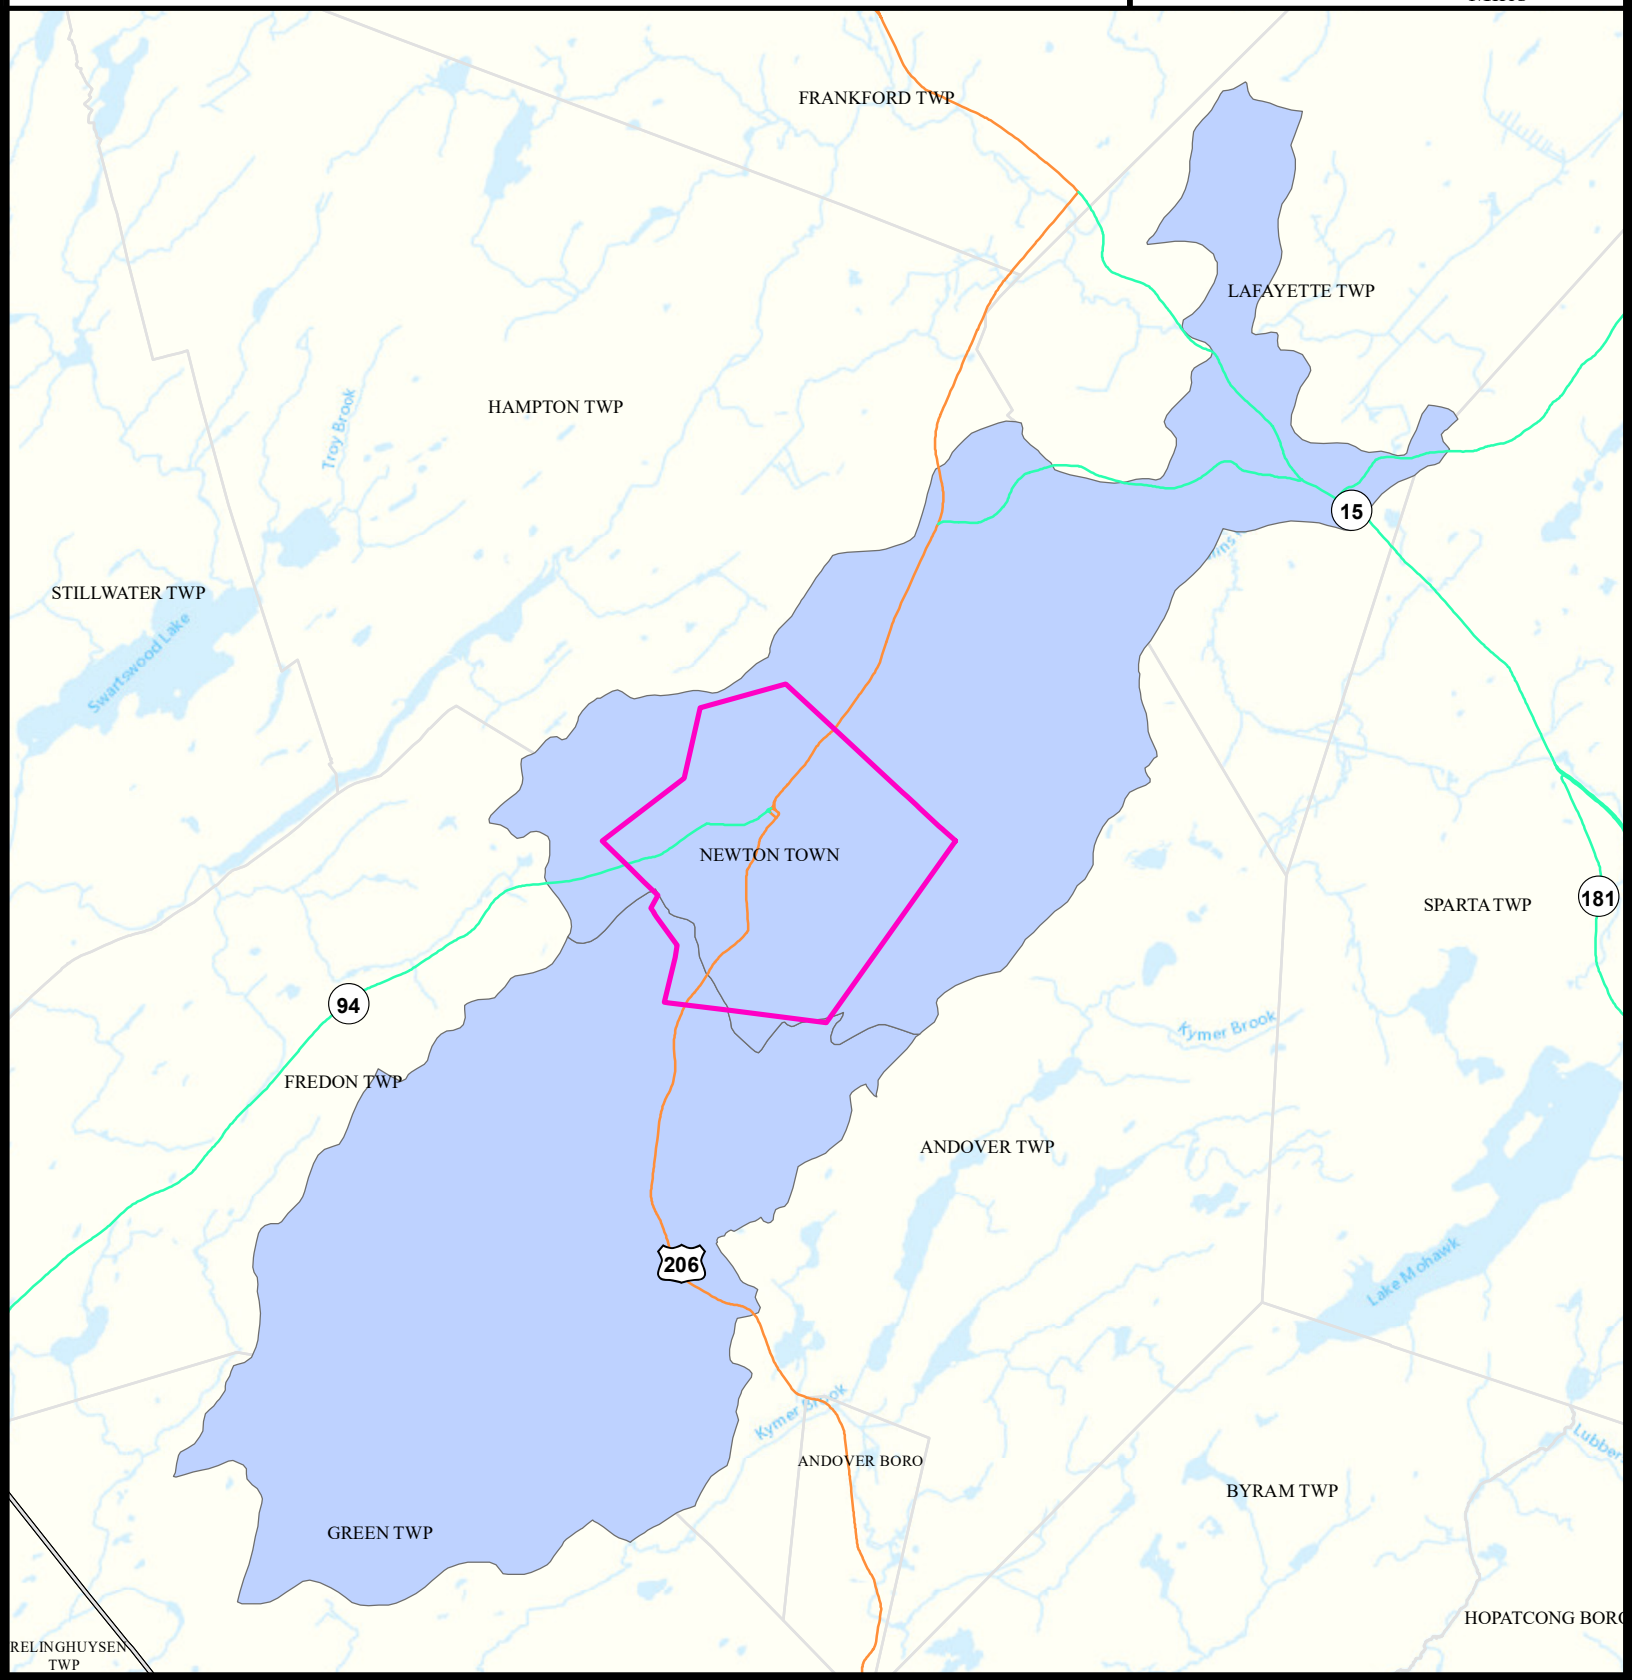 FRANKFORD TWP
LAFAYETTE TWP
HAMPTON TWP
Troy Brook
15
STILLWATER TWP
Swartswood Lake
NEWTON TOWN
SPARTA TWP
181
94
Kymer Brook
FREDON TWP
ANDOVER TWP
206
Lake Mohawk
Kymer Brook
ANDOVER BORO
Lubber
BYRAM TWP
GREEN TWP
HOPATCONG BORO
RELINGHUYSEN
TWP